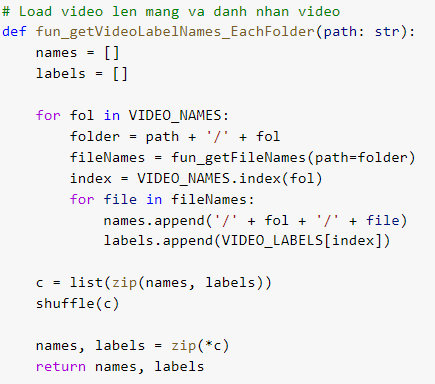 # Load video len mang va danh nhan video
def fun_getVideoLabelNames_EachFolder(path: str):
    names = []
    labels = []

    for fol in VIDEO_NAMES:
        folder = path + '/' + fol
        fileNames = fun_getFileNames(path=folder)
        index = VIDEO_NAMES.index(fol)
        for file in fileNames:
            names.append('/' + fol + '/' + file)
            labels.append(VIDEO_LABELS[index])

    c = list(zip(names, labels))
    shuffle(c)

    names, labels = zip(*c)
    return names, labels